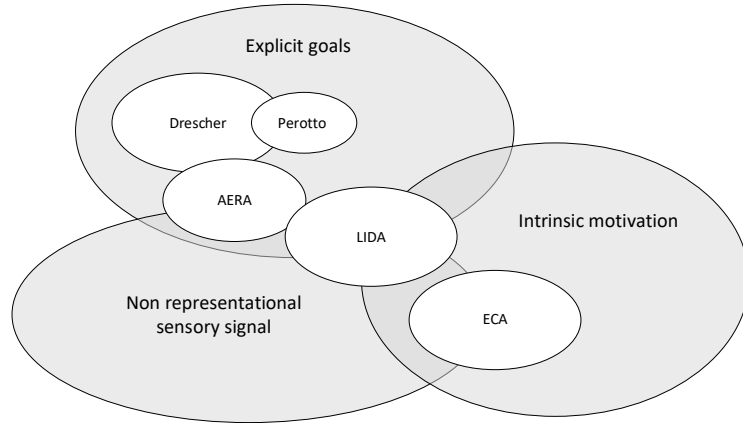 Explicit goals
Drescher
Perotto
AERA
LIDA
Intrinsic motivation
Non representational
sensory signal
ECA